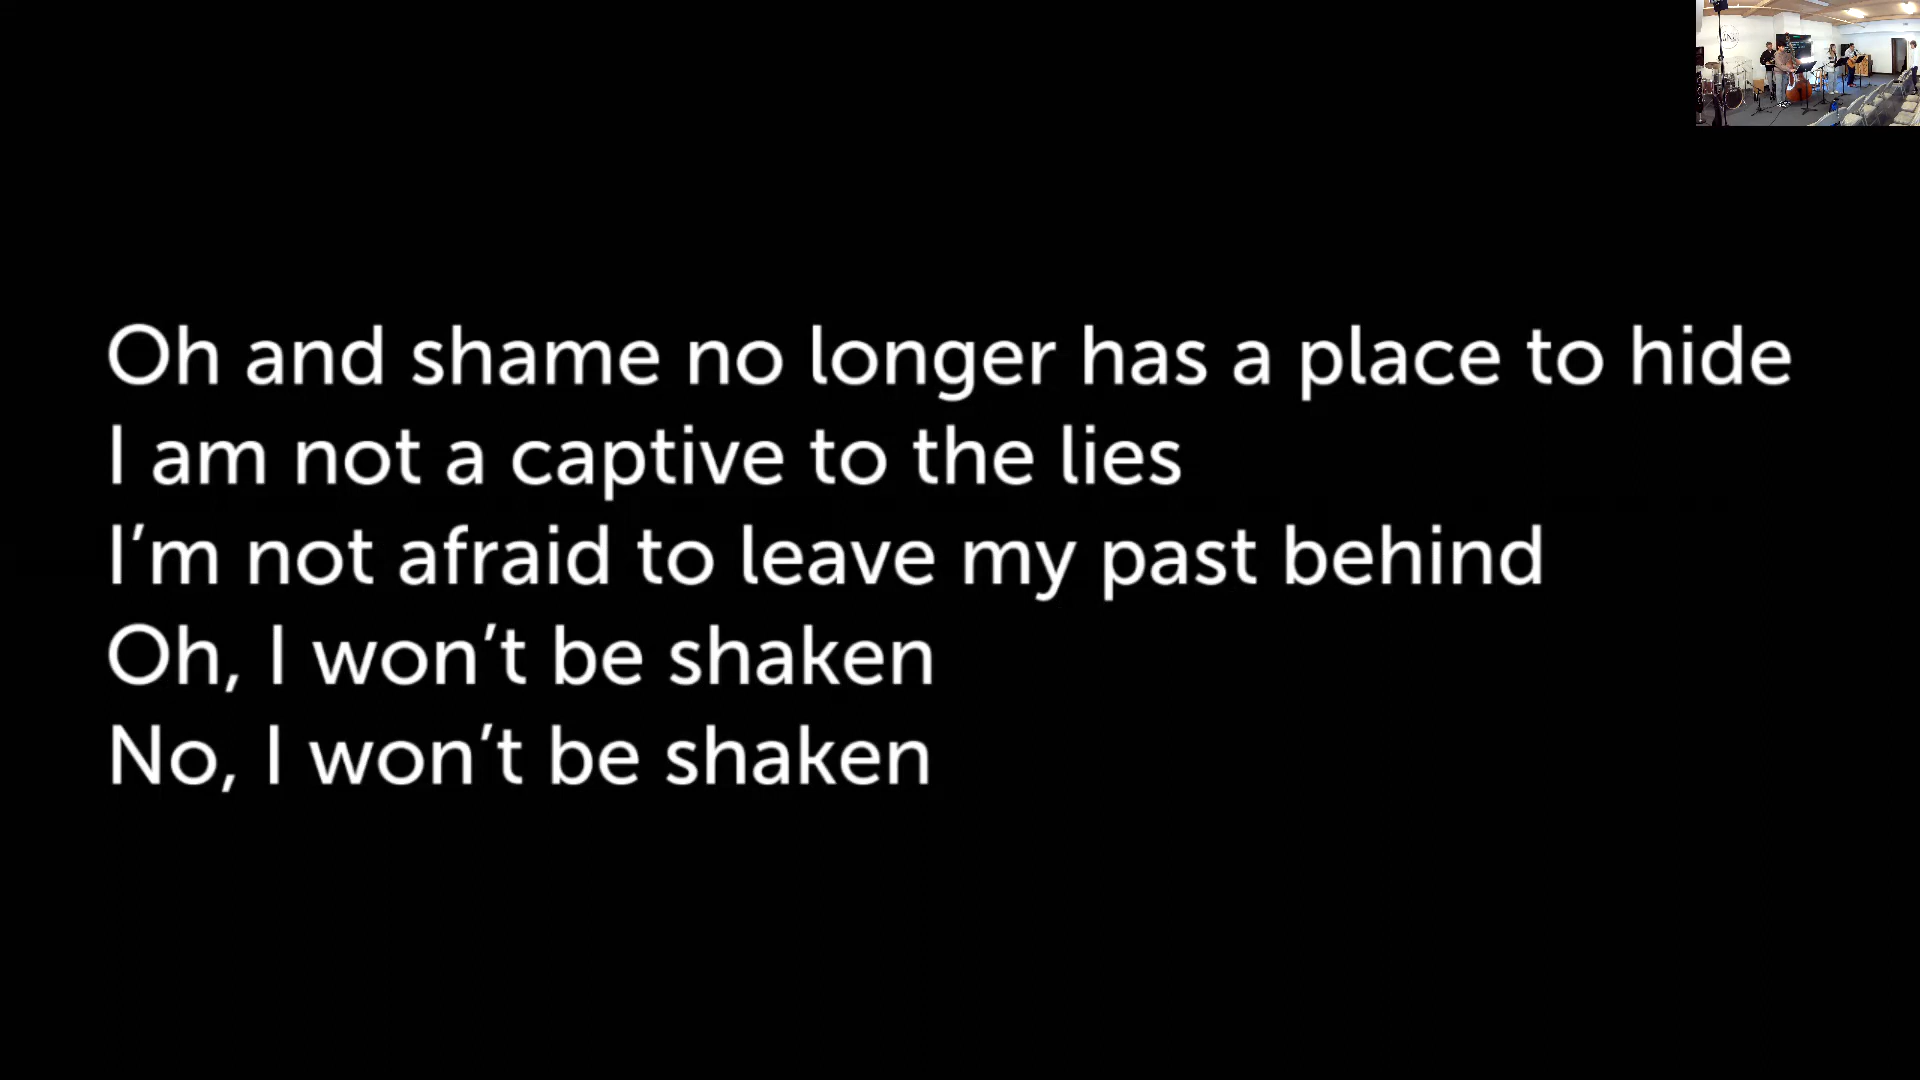 Oh and shame no longer has a place to hide
I am not a captive to the lies
I’m not afraid to leave my past behind
Oh, I won’t be shaken
No, I won’t be shaken